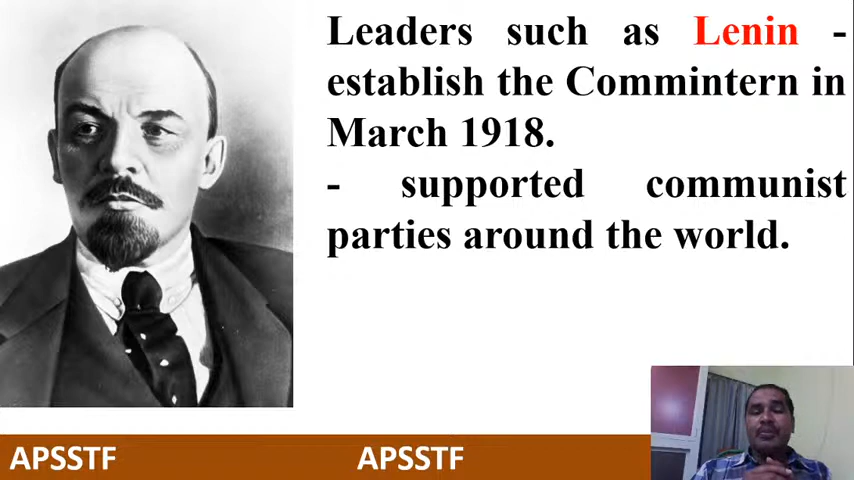 Leaders such as Lenin -
establish the Commintern in
March 1918.
- supported communist
parties around the world.
APSSTF APSSTF